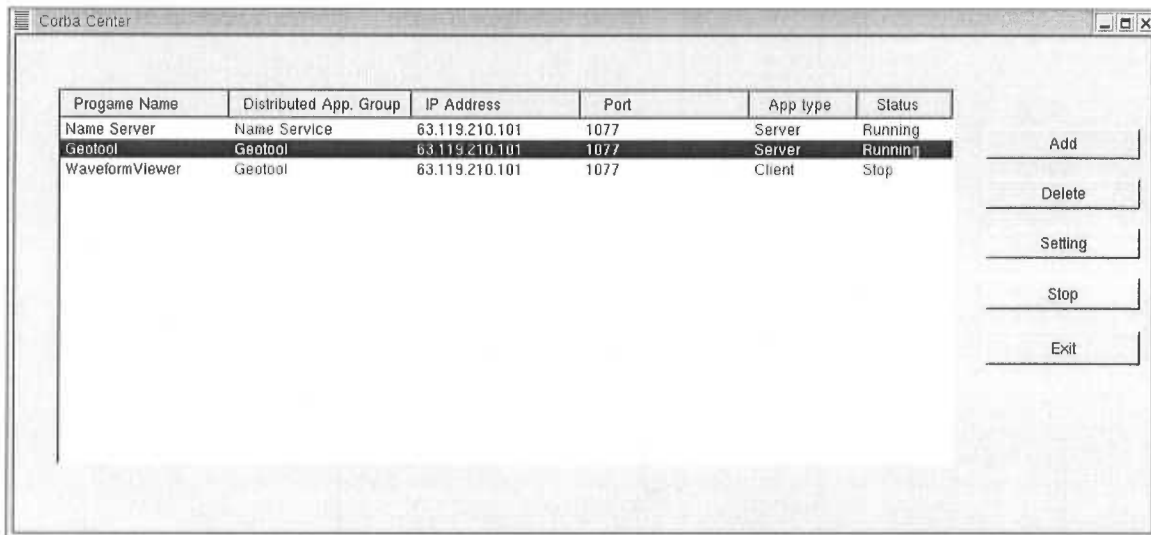 Corba Center
Progame Name Distributed App. Group IP Address Port App type Status
Name Server Name Service 63.119.210.101 1077 Server Running
Geotool Geotool 63.119.210.101 1077 Server Running
WaveformViewer Geotool 63.119.210.101 1077 Client Stop
Add
Delete
Setting
Stop
Exit